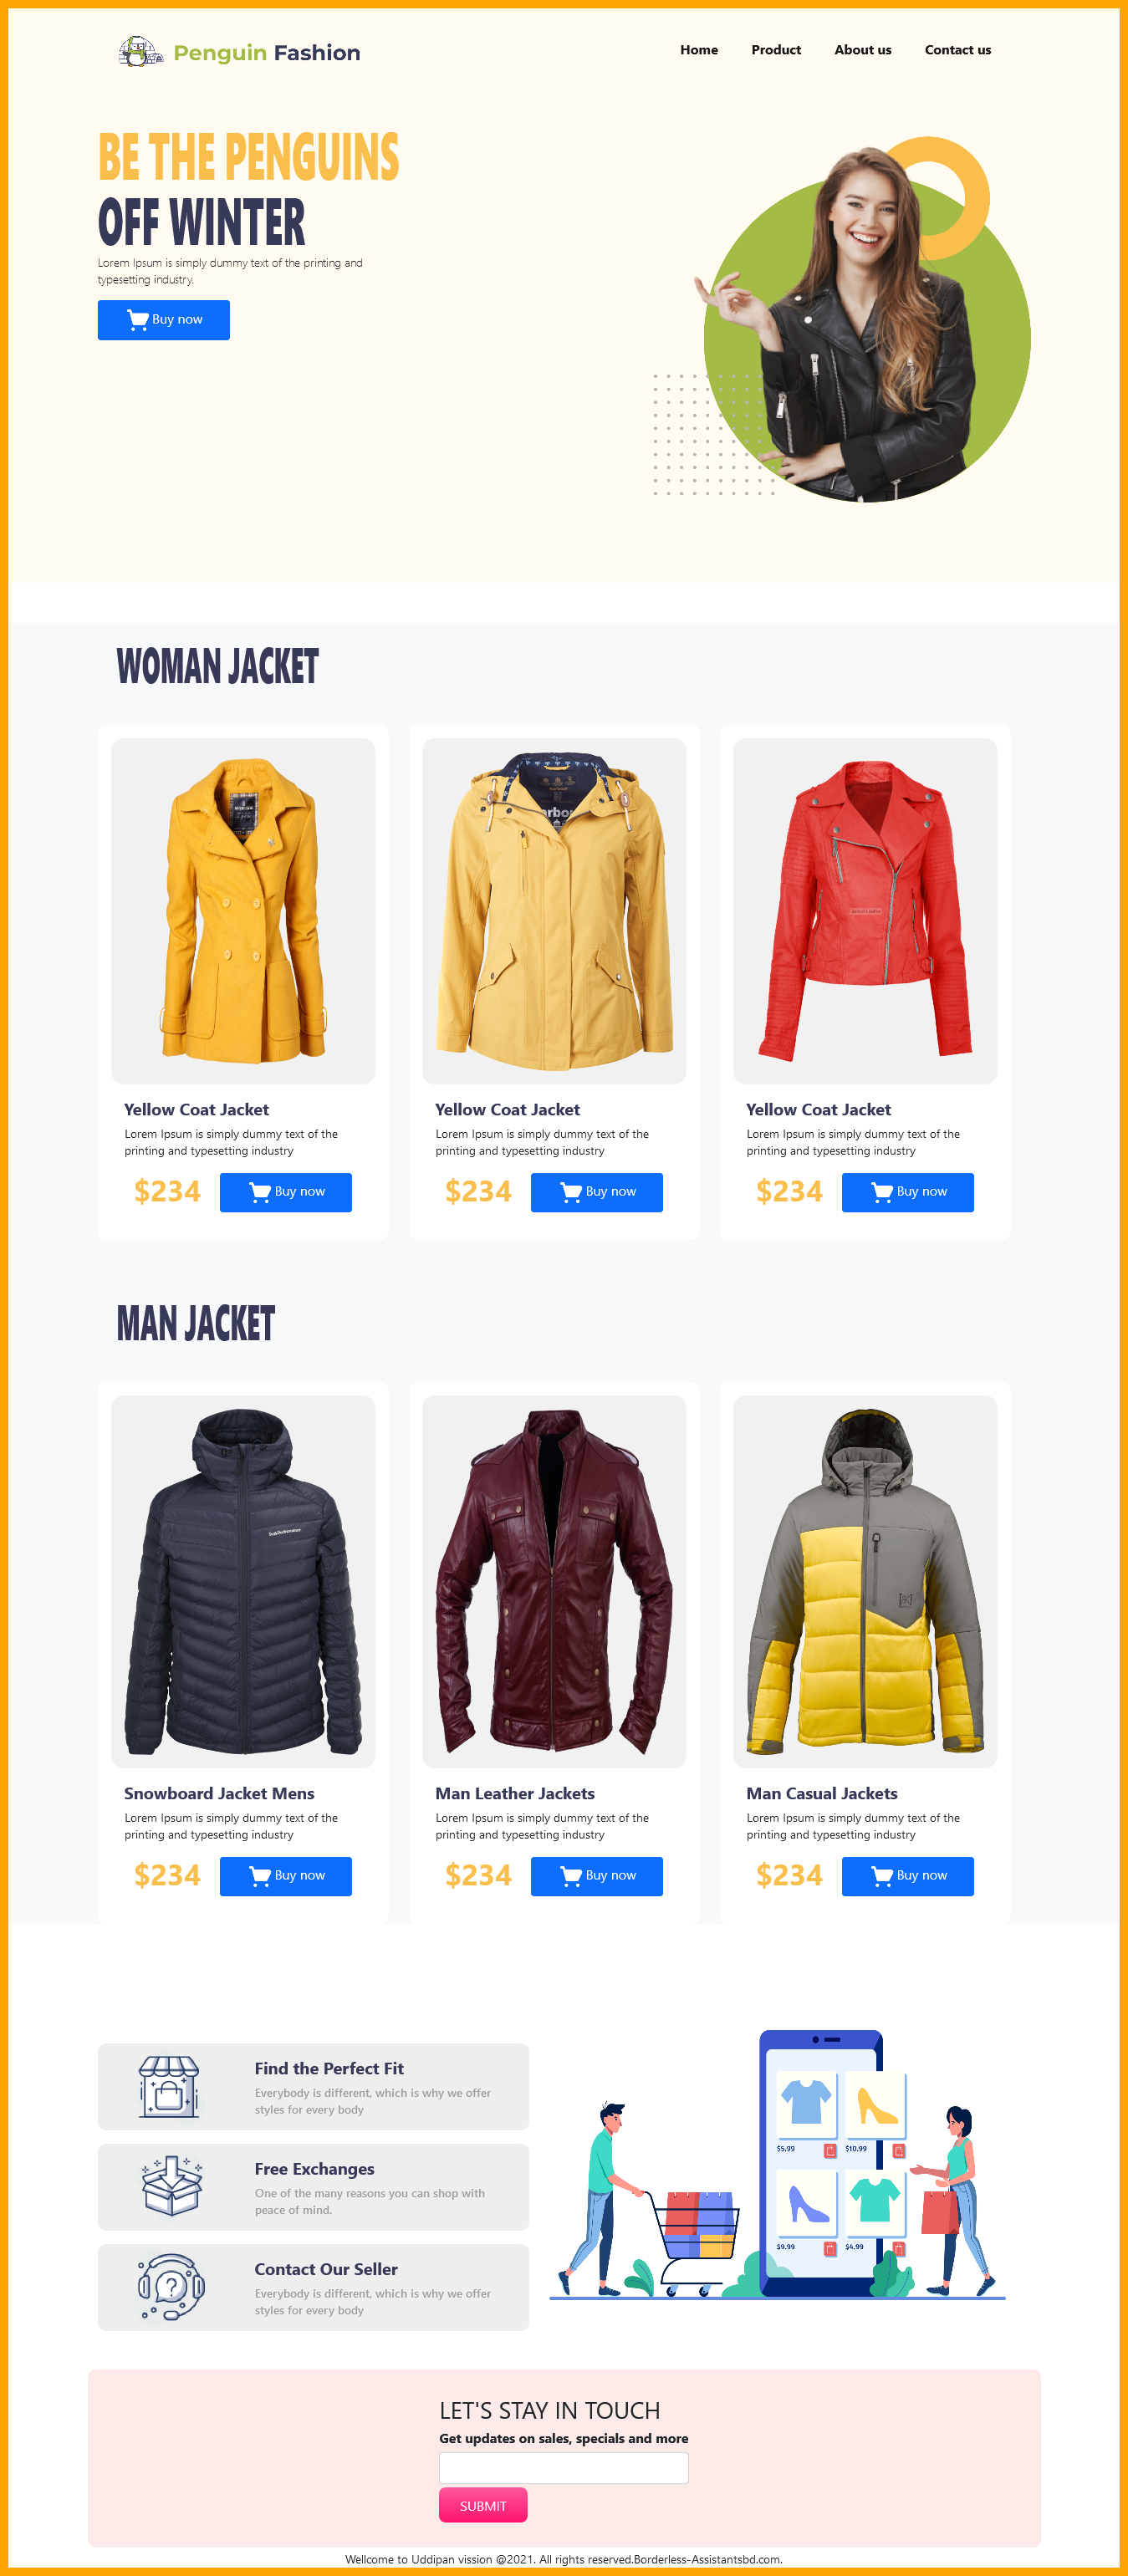 Penguin Fashion
Home Product About us Contact us
BE THE PENGUINS
OFF WINTER
Lorem Ipsum is simply dummy text of the printing and
typesetting industry.
Buy now
WOMAN JACKET
Yellow Coat Jacket
Lorem Ipsum is simply dummy text of the
printing and typesetting industry
$234 Buy now
Yellow Coat Jacket
Lorem Ipsum is simply dummy text of the
printing and typesetting industry
$234 Buy now
Yellow Coat Jacket
Lorem Ipsum is simply dummy text of the
printing and typesetting industry
$234 Buy now
MAN JACKET
Snowboard Jacket Mens
Lorem Ipsum is simply dummy text of the
printing and typesetting industry
$234 Buy now
Man Leather Jackets
Lorem Ipsum is simply dummy text of the
printing and typesetting industry
$234 Buy now
Man Casual Jackets
Lorem Ipsum is simply dummy text of the
printing and typesetting industry
$234 Buy now
Find the Perfect Fit
Everybody is different, which is why we offer
styles for every body
Free Exchanges
One of the many reasons you can shop with
peace of mind.
Contact Our Seller
Everybody is different, which is why we offer
styles for every body
$5.99 $10.99
$9.99 $4.99
LET'S STAY IN TOUCH
Get updates on sales, specials and more
SUBMIT
Wellcome to Uddipan vission @2021. All rights reserved.Borderless-Assistantsbd.com.